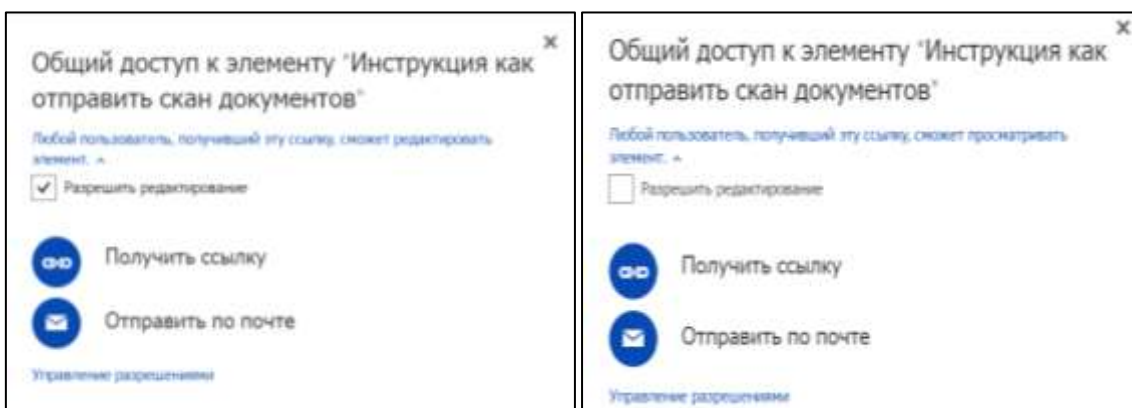 Общий доступ к элементу "Инструкция как
отправить скан документов"
Любой пользователь, получивший эту ссылку, сможет редактировать
элемент.
Разрешить редактирование
Получить ссылку
Отправить по почте
Управление разрешениями
Общий доступ к элементу "Инструкция как
отправить скан документов"
Любой пользователь, получивший эту ссылку, сможет просматривать
элемент.
Разрешить редактирование
Получить ссылку
Отправить по почте
Управление разрешениями